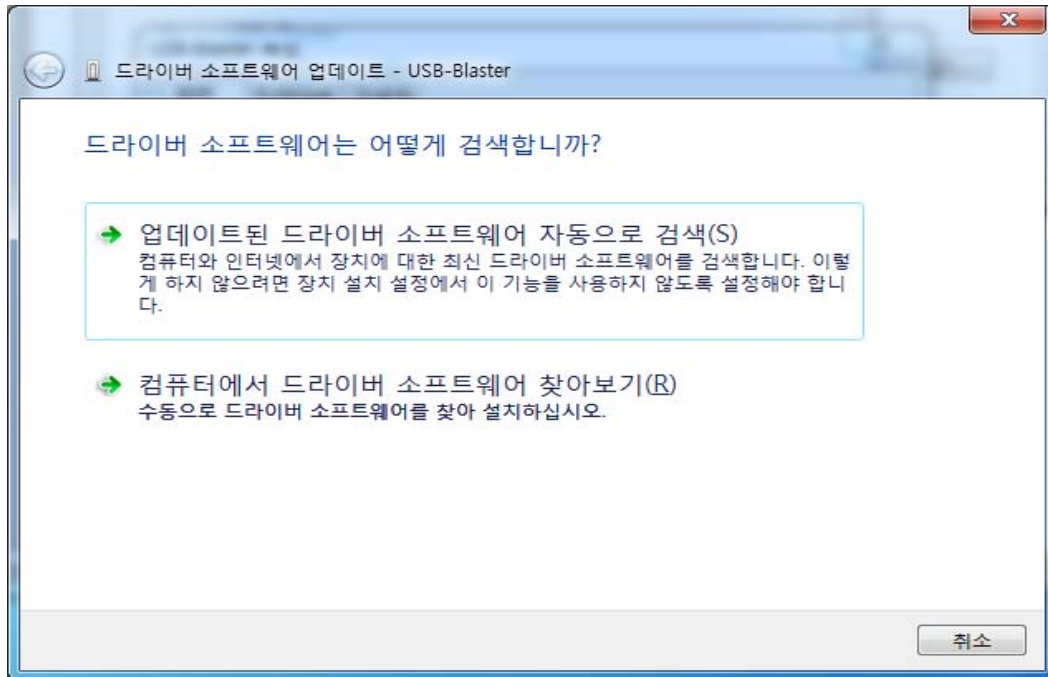 드라이버 소프트웨어 업데이트 - USB-Blaster
드라이버 소프트웨어는 어떻게 검색합니까?
업데이트된 드라이버 소프트웨어 자동으로 검색(S)
컴퓨터와 인터넷에서 장치에 대한 최신 드라이버 소프트웨어를 검색합니다. 이렇
게 하지 않으려면 장치 설치 설정에서 이 기능을 사용하지 않도록 설정해야 합니
다.
컴퓨터에서 드라이버 소프트웨어 찾아보기(R)
수동으로 드라이버 소프트웨어를 찾아 설치하십시오.
취소